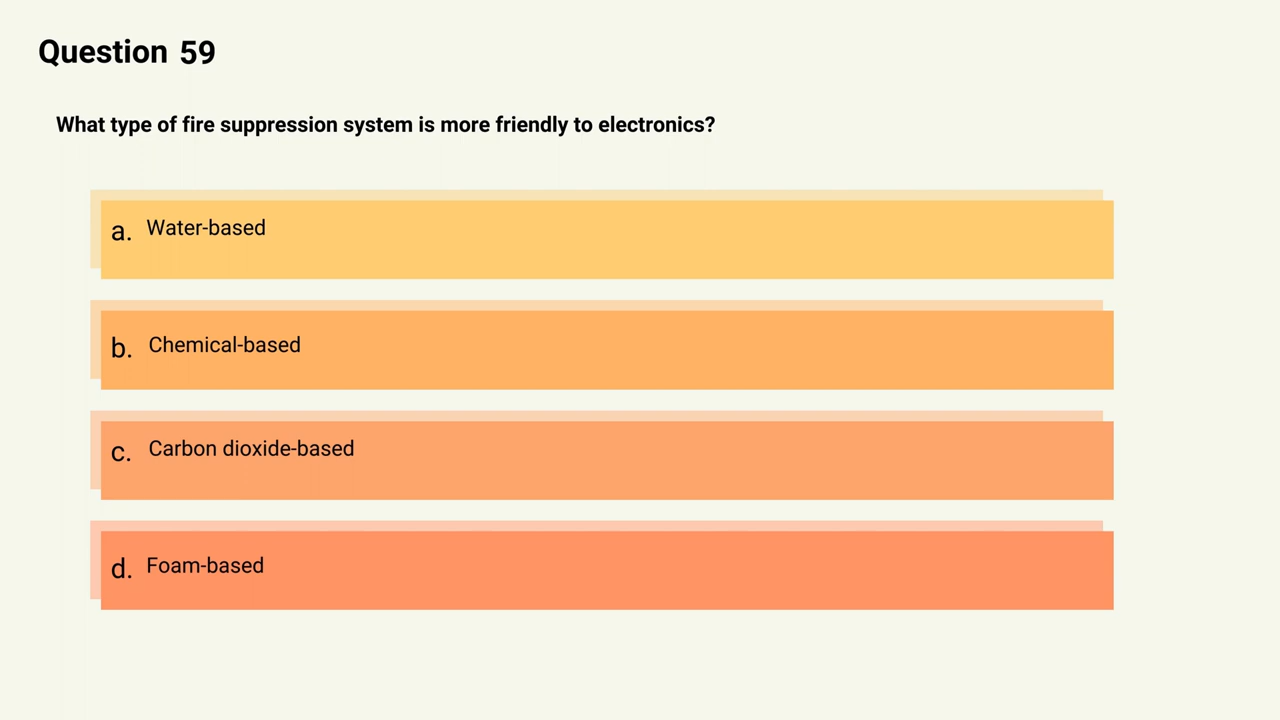 Question 59
What type of fire suppression system is more friendly to electronics?
a. Water-based
b. Chemical-based
c. Carbon dioxide-based
d. Foam-based